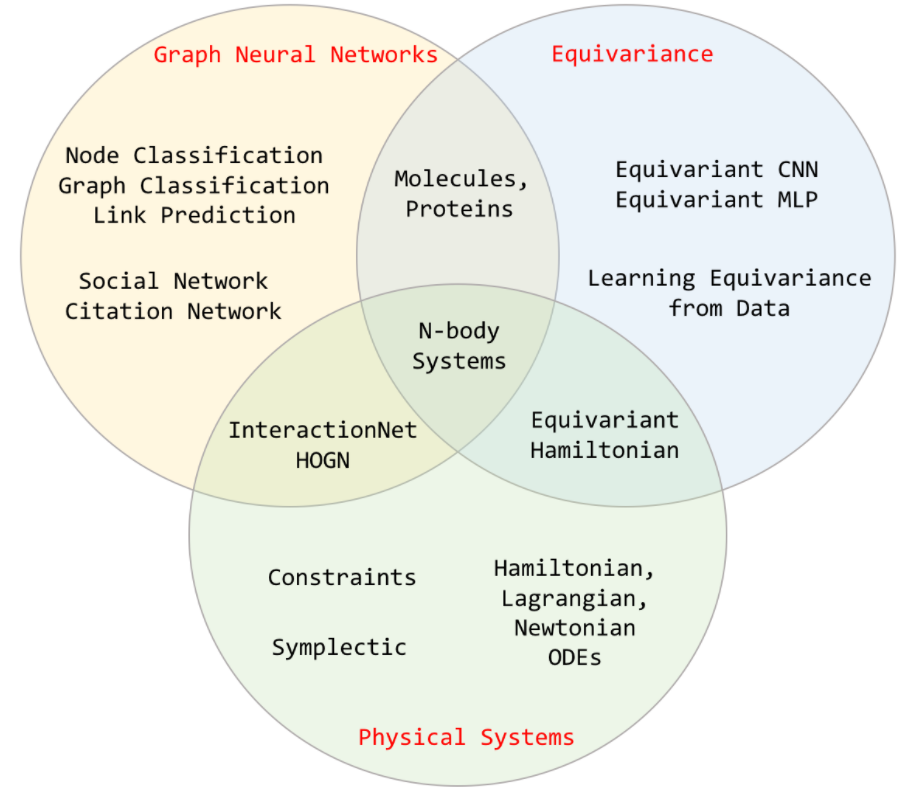 Graph Neural Networks
Equivariance
Node Classification
Graph Classification
Link Prediction
Social Network
Citation Network
Molecules,
Proteins
Equivariant CNN
Equivariant MLP
Learning Equivariance
from Data
N-body
Systems
InteractionNet
HOGN
Equivariant
Hamiltonian
Constraints
Symplectic
Hamiltonian,
Lagrangian,
Newtonian
ODEs
Physical Systems